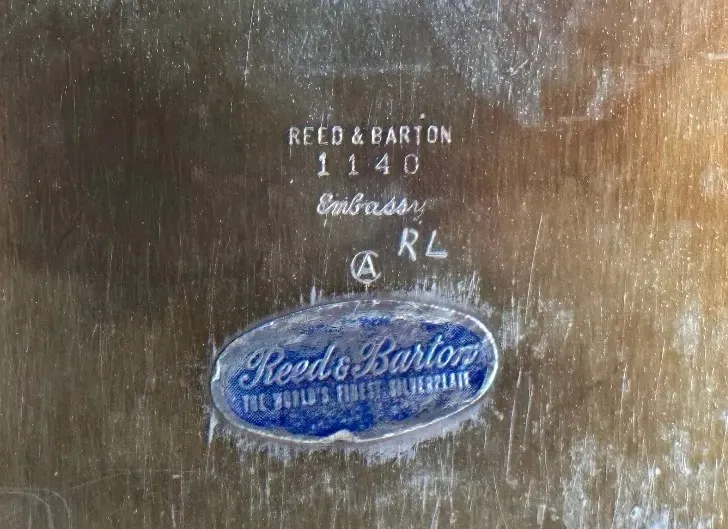 REED & BARTON
1140
Embassy
RL
A
Reed & Barton
THE WORLD'S FINEST SILVERPLATE